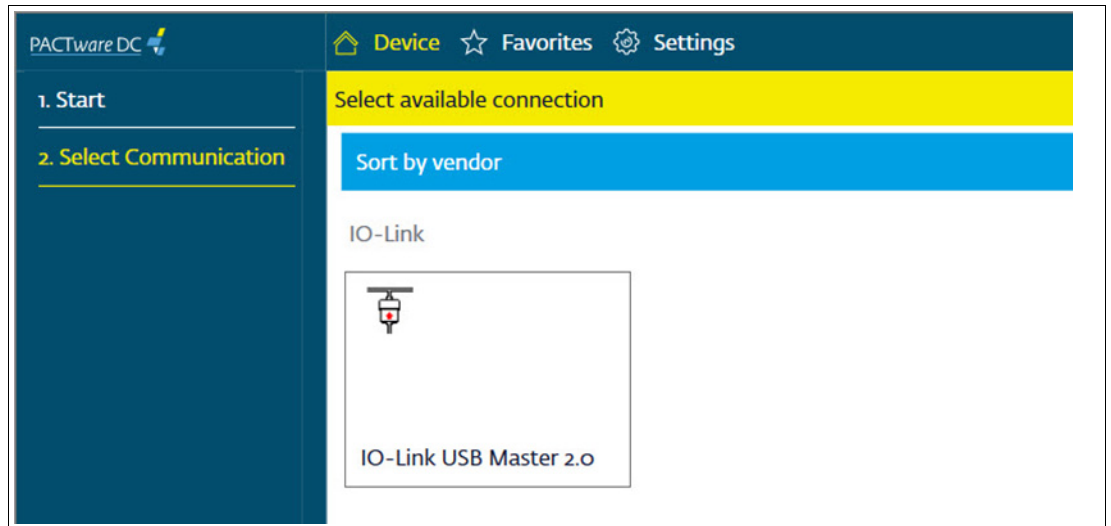 PACTware DC
Device Favorites Settings
1. Start
Select available connection
2. Select Communication
Sort by vendor
IO-Link
IO-Link USB Master 2.0